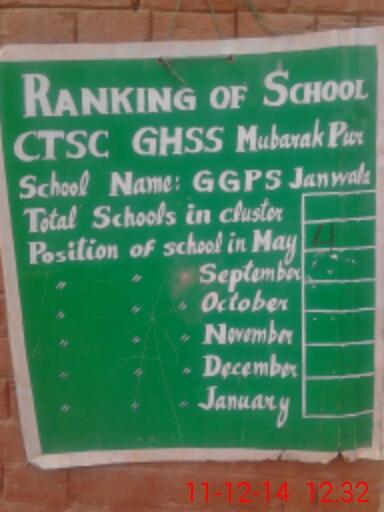 RANKING OF SCHOOL
CTSC GHSS Mubarak Pur
School Name: GGPS Janwala
Total Schools in cluster
Position of school in May 4
" " " September
" " " October
" " " November
" " " December
" " " January
11-12-14 12:32